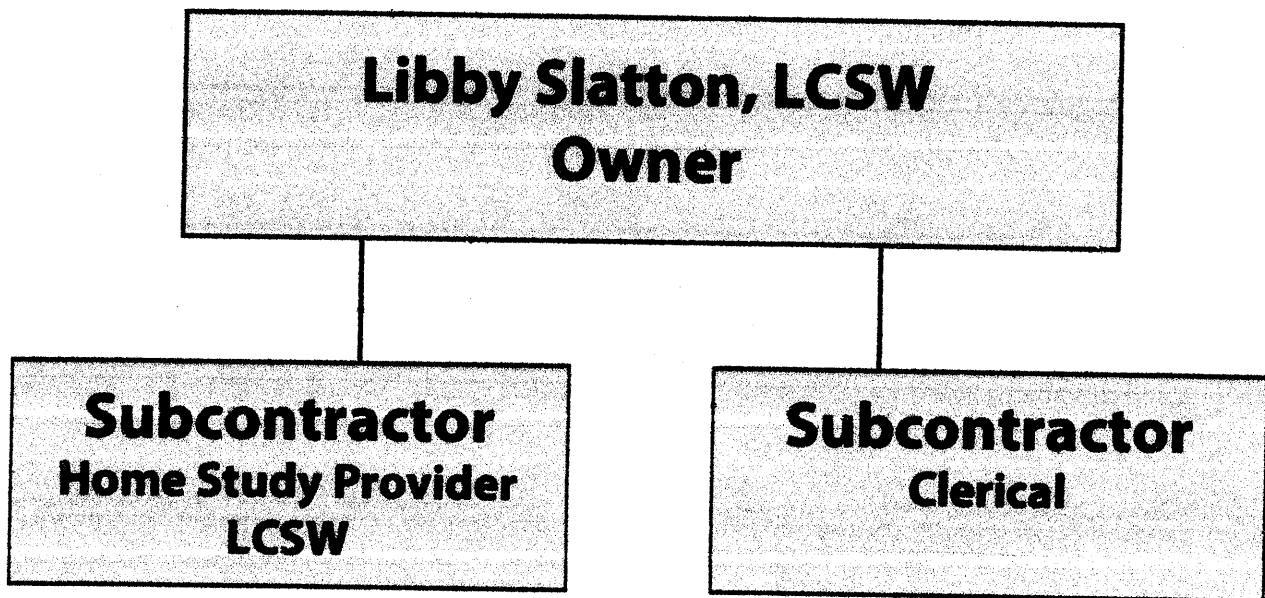 Libby Slatton, LCSW
Owner
Subcontractor
Home Study Provider
LCSW
Subcontractor
Clerical